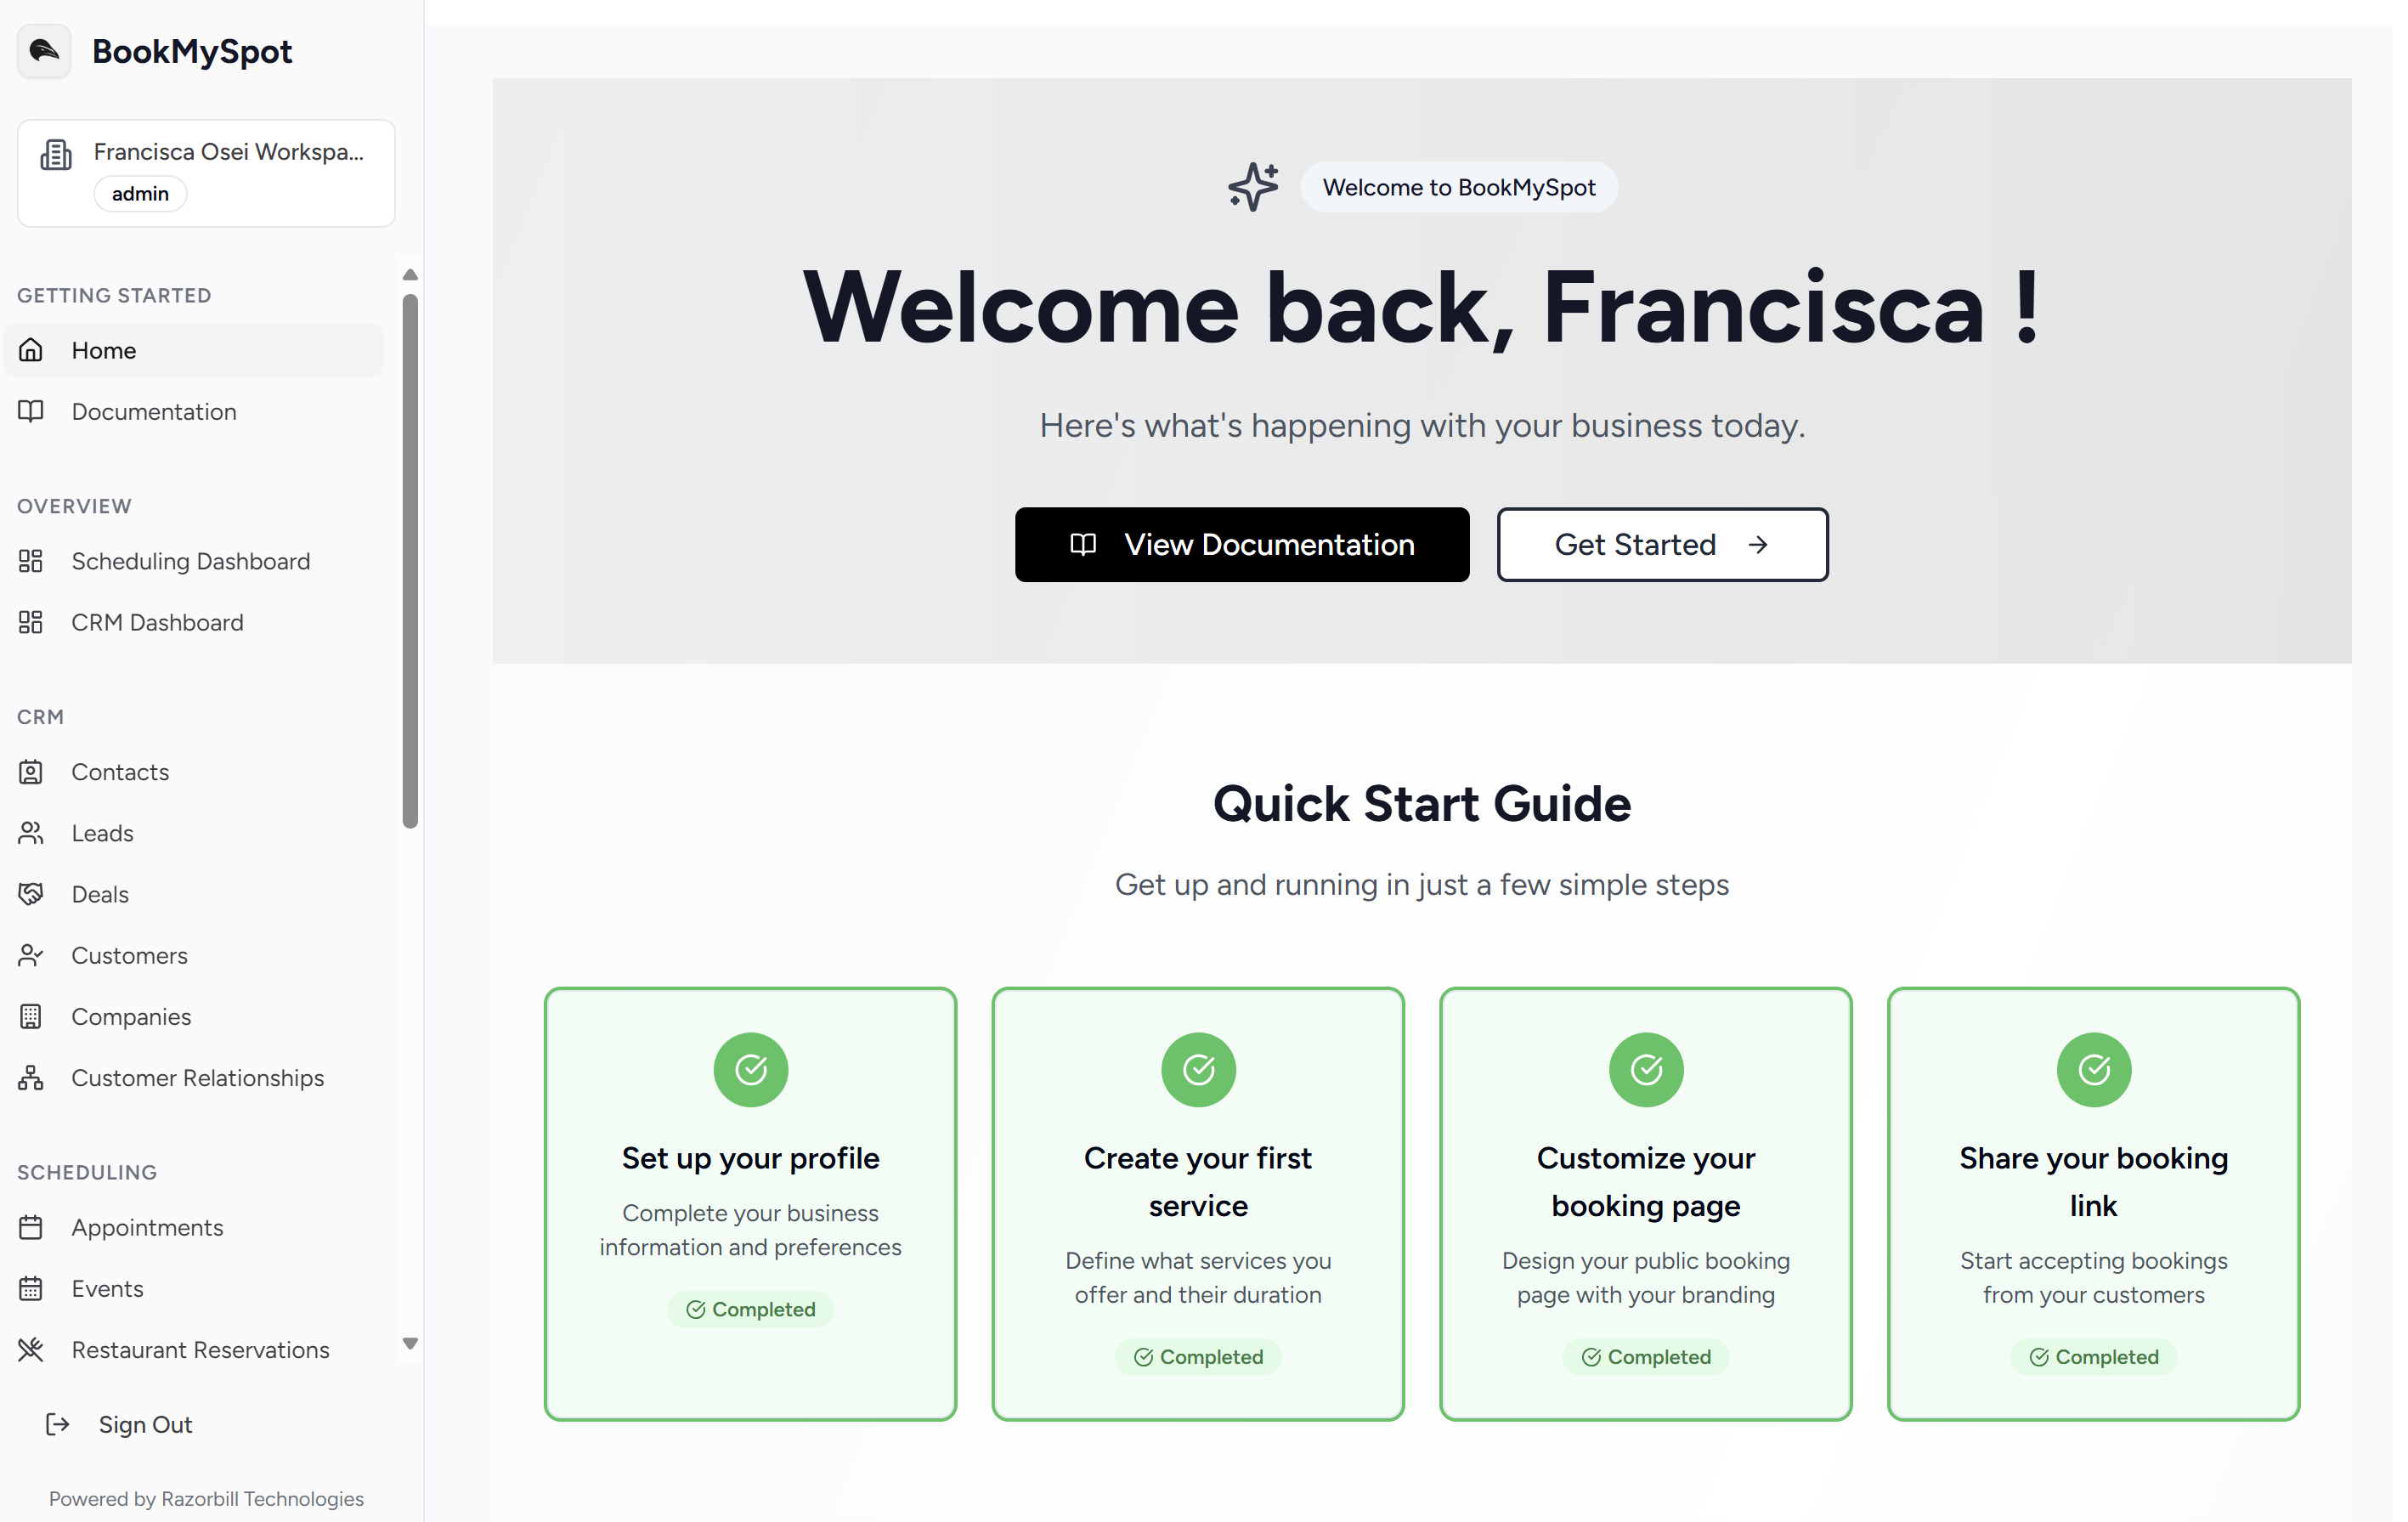 BookMySpot
Francisca Osei Workspa...
admin
GETTING STARTED
Home
Documentation
OVERVIEW
Scheduling Dashboard
CRM Dashboard
CRM
Contacts
Leads
Deals
Customers
Companies
Customer Relationships
SCHEDULING
Appointments
Events
Restaurant Reservations
Sign Out
Powered by Razorbill Technologies
Welcome to BookMySpot
Welcome back, Francisca !
Here's what's happening with your business today.
View Documentation
Get Started
Quick Start Guide
Get up and running in just a few simple steps
Set up your profile
Complete your business
information and preferences
Completed
Create your first
service
Define what services you
offer and their duration
Completed
Customize your
booking page
Design your public booking
page with your branding
Completed
Share your booking
link
Start accepting bookings
from your customers
Completed